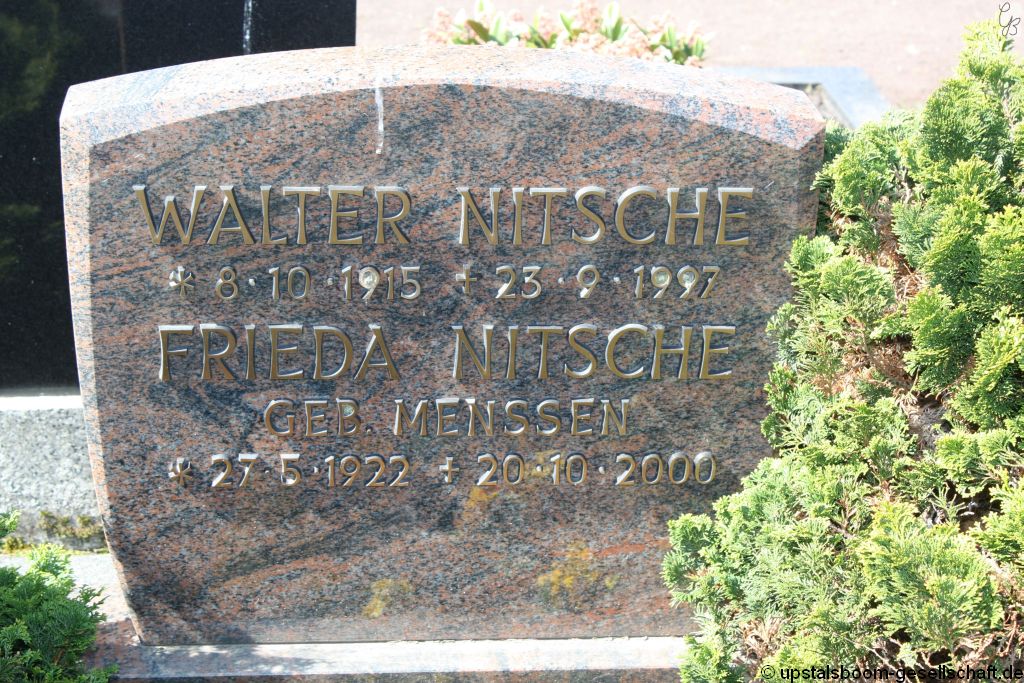 WALTER NITSCHE
* 8·10·1915 + 23·9·1997
FRIEDA NITSCHE
GEB. MENSSEN
* 27·5·1922 + 20·10·2000
© upstalsboom-gesellschaft.de